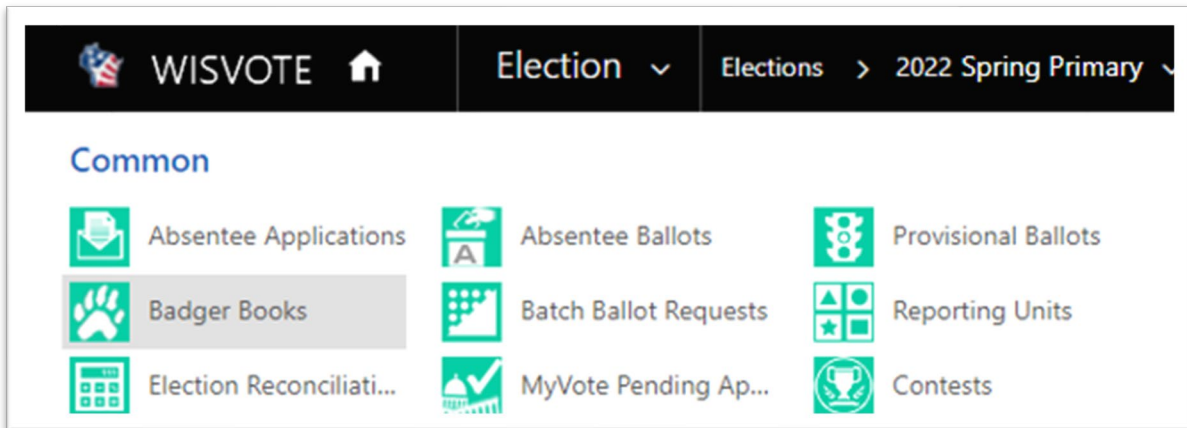 WISVOTE Election Elections > 2022 Spring Primary
Common
Absentee Applications Absentee Ballots Provisional Ballots
Badger Books Batch Ballot Requests Reporting Units
Election Reconciliati... MyVote Pending Ap... Contests